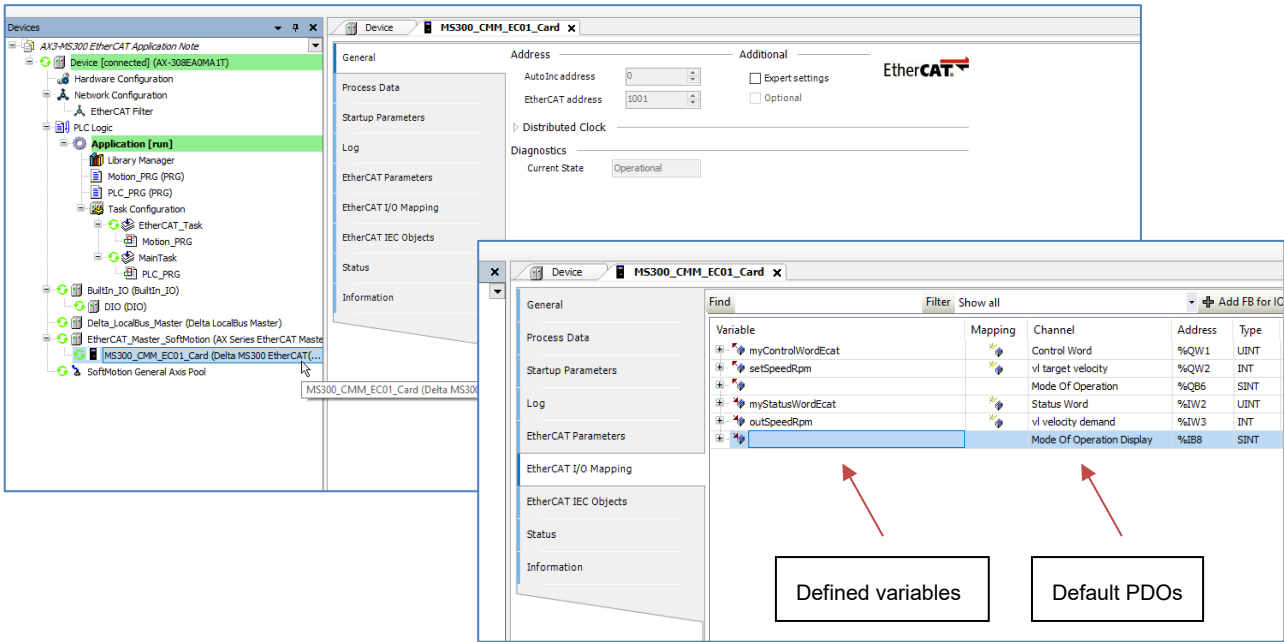 Devices
AX3-MS300 EtherCAT Application Note
Device [connected] (AX-308EA0MA1T)
Hardware Configuration
Network Configuration
EtherCAT Filter
PLC Logic
Application [run]
Library Manager
Motion_PRG (PRG)
PLC_PRG (PRG)
Task Configuration
EtherCAT_Task
Motion_PRG
MainTask
PLC_PRG
BuiltIn_IO (BuiltIn_IO)
DIO (DIO)
Delta_LocalBus_Master (Delta LocalBus Master)
EtherCAT_Master_SoftMotion (AX Series EtherCAT Maste
MS300_CMM_EC01_Card (Delta MS300 EtherCAT(...
SoftMotion General Axis Pool
MS300_CMM_EC01_Card (Delta MS300
Device MS300_CMM_EC01_Card
General
Process Data
Startup Parameters
Log
EtherCAT Parameters
EtherCAT I/O Mapping
EtherCAT IEC Objects
Status
Information
Address Additional
AutoInc address 0 Expert settings EtherCAT
EtherCAT address 1001 Optional
Distributed Clock
Diagnostics
Current State Operational
Device MS300_CMM_EC01_Card
General
Process Data
Startup Parameters
Log
EtherCAT Parameters
EtherCAT I/O Mapping
EtherCAT IEC Objects
Status
Information
Find Filter Show all Add FB for IO
Variable Mapping Channel Address Type
myControlWordEcat Control Word %QW1 UINT
setSpeedRpm vl target velocity %QW2 INT
Mode Of Operation %QB6 SINT
myStatusWordEcat Status Word %IW2 UINT
outSpeedRpm vl velocity demand %IW3 INT
Mode Of Operation Display %IB8 SINT
Defined variables
Default PDOs